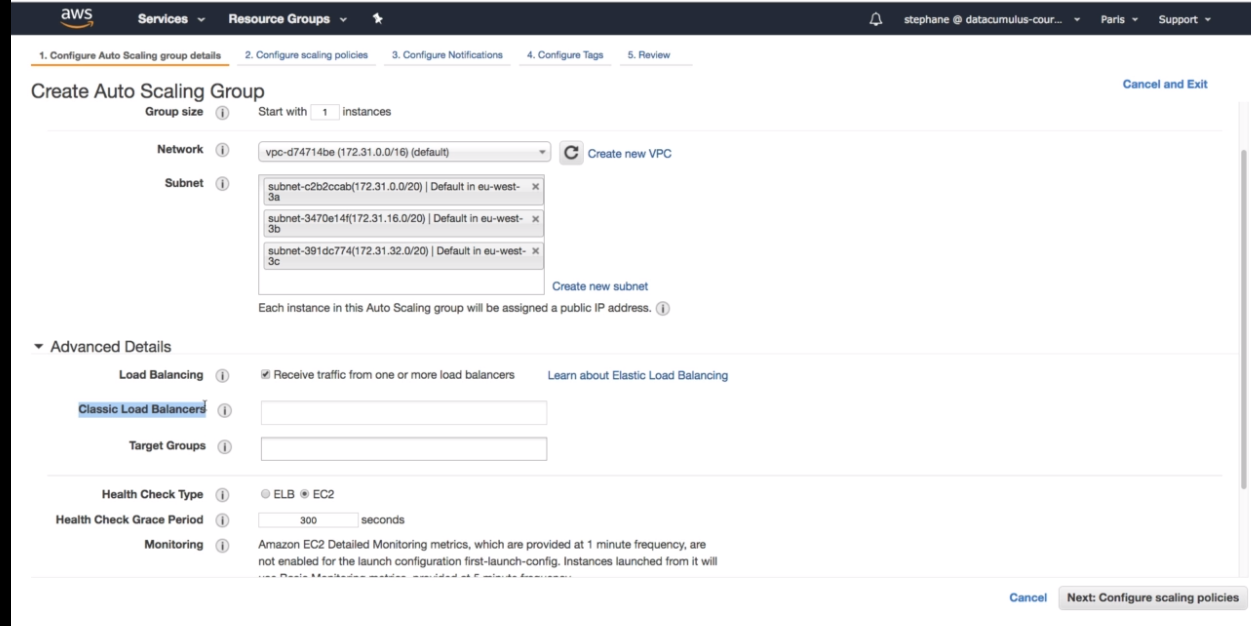 aws Services Resource Groups stephane @ datacumulus-cour... Paris Support
1. Configure Auto Scaling group details 2. Configure scaling policies 3. Configure Notifications 4. Configure Tags 5. Review
Create Auto Scaling Group Cancel and Exit
Group size i Start with 1 instances
Network i vpc-d74714be (172.31.0.0/16) (default) Create new VPC
Subnet i subnet-c2b2ccab(172.31.0.0/20) | Default in eu-west- ×
3a
subnet-3470e14f(172.31.16.0/20) | Default in eu-west- ×
3b
subnet-391dc774(172.31.32.0/20) | Default in eu-west- ×
3c
Create new subnet
Each instance in this Auto Scaling group will be assigned a public IP address. i
Advanced Details
Load Balancing i Receive traffic from one or more load balancers Learn about Elastic Load Balancing
Classic Load Balancers i
Target Groups i
Health Check Type i ELB EC2
Health Check Grace Period i 300 seconds
Monitoring i Amazon EC2 Detailed Monitoring metrics, which are provided at 1 minute frequency, are
not enabled for the launch configuration first-launch-config. Instances launched from it will
Cancel Next: Configure scaling policies